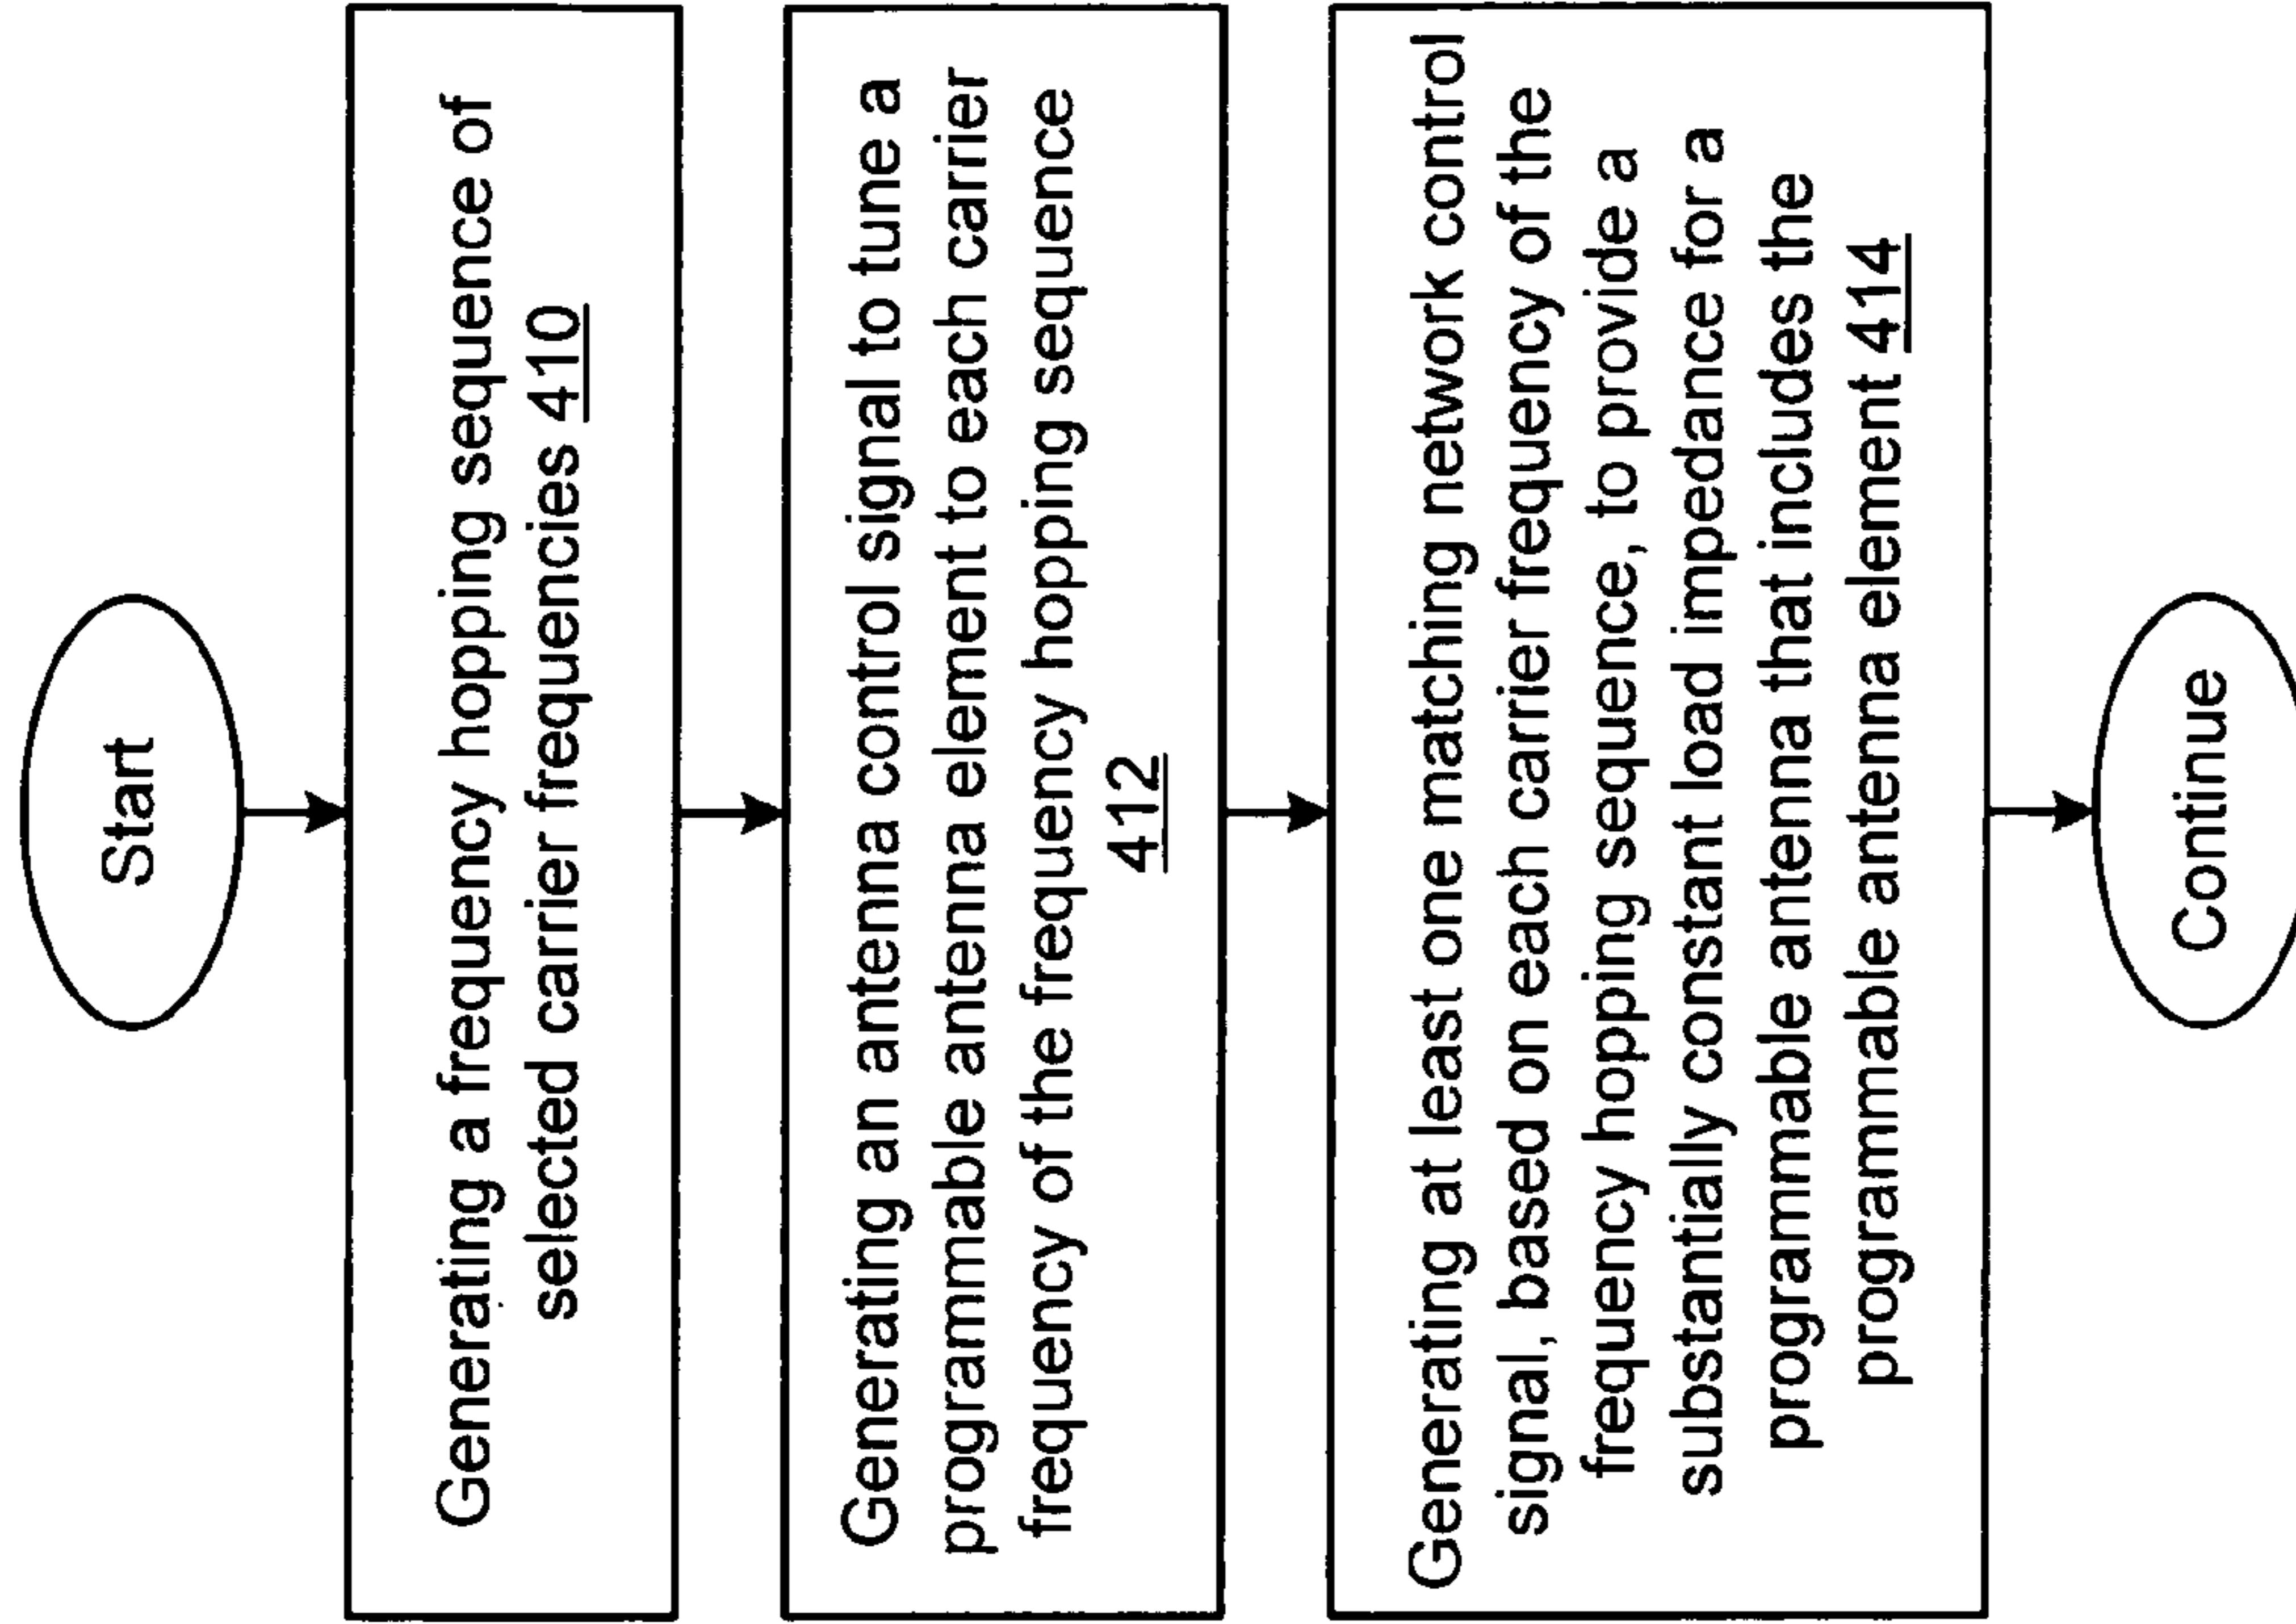 Start
Generating a frequency hopping sequence of
selected carrier frequencies 410
Generating an antenna control signal to tune a
programmable antenna element to each carrier
frequency of the frequency hopping sequence
412
Generating at least one matching network control
signal, based on each carrier frequency of the
frequency hopping sequence, to provide a
substantially constant load impedance for a
programmable antenna that includes the
programmable antenna element 414
Continue